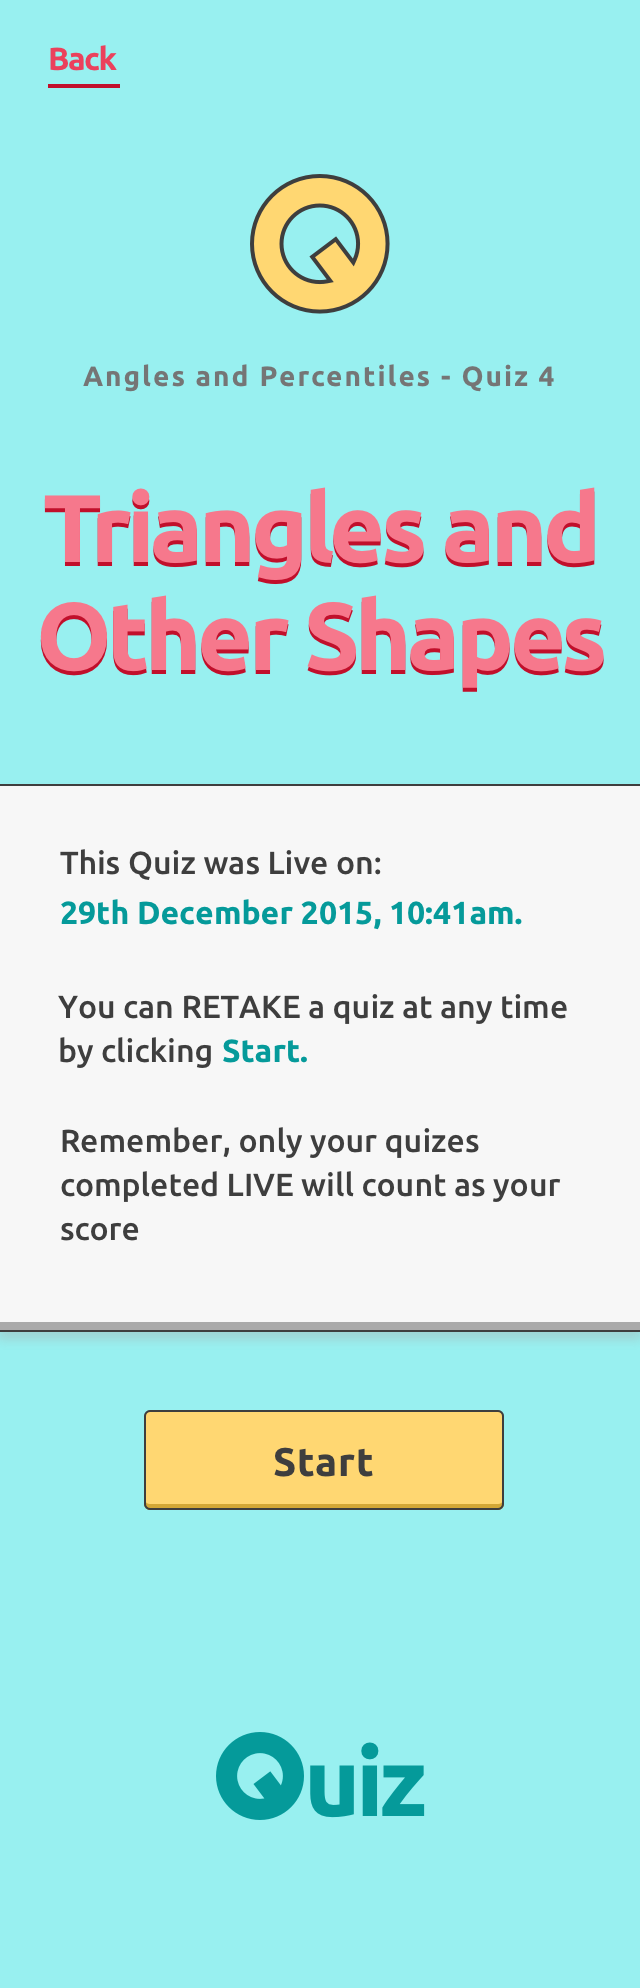 Back
Angles and Percentiles - Quiz 4
Triangles and
Other Shapes
This Quiz was Live on:
29th December 2015, 10:41am.
You can RETAKE a quiz at any time
by clicking Start.
Remember, only your quizes
completed LIVE will count as your
score
Start
Quiz